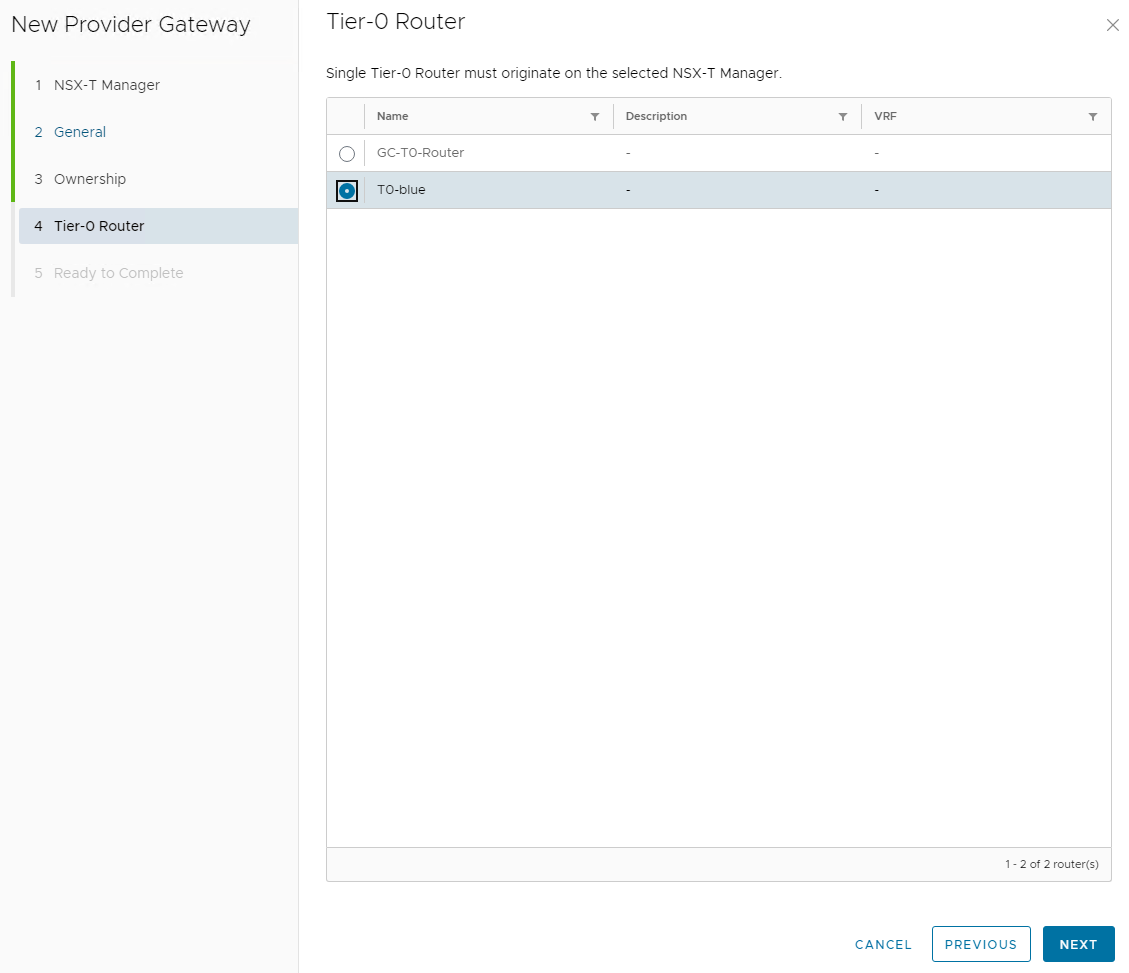 New Provider Gateway
1 NSX-T Manager
2 General
3 Ownership
4 Tier-0 Router
5 Ready to Complete
Tier-0 Router
Single Tier-0 Router must originate on the selected NSX-T Manager.
Name Description VRF
GC-T0-Router - -
T0-blue - -
1 - 2 of 2 router(s)
CANCEL PREVIOUS NEXT